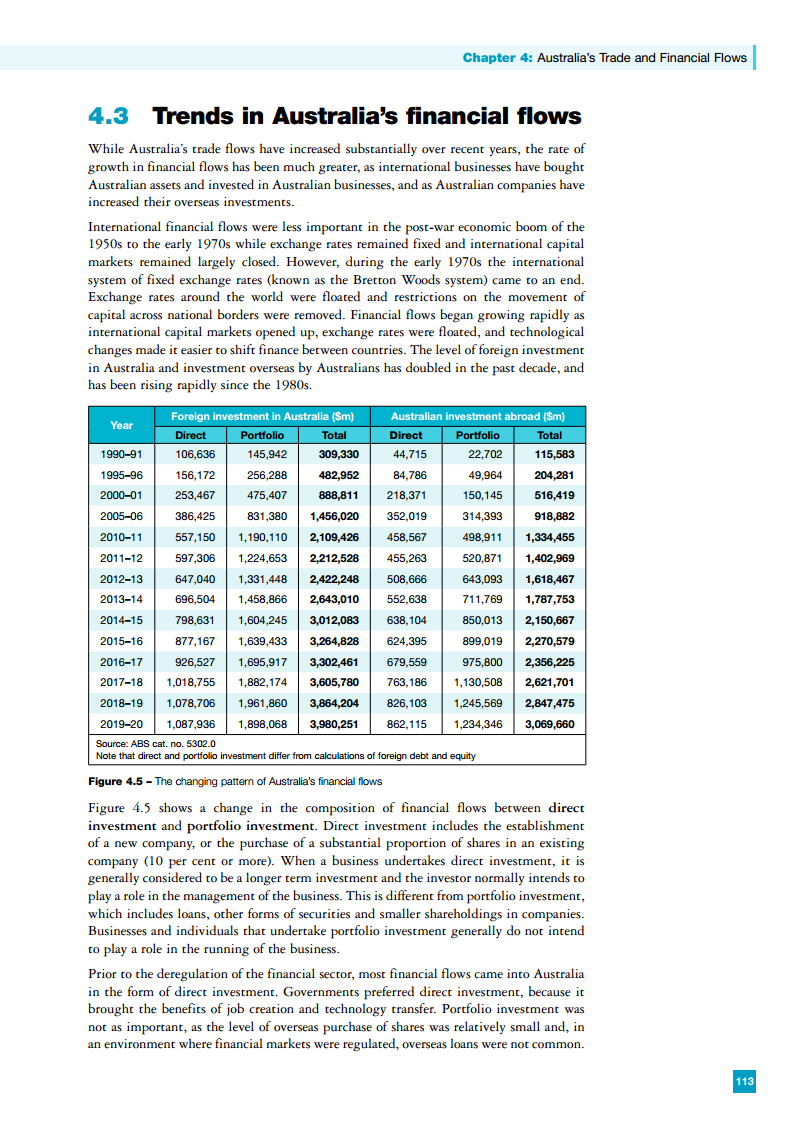 Chapter 4: Australia's Trade and Financial Flows
4.3 Trends in Australia's financial flows
While Australia's trade flows have increased substantially over recent years, the rate of
growth in financial flows has been much greater, as international businesses have bought
Australian assets and invested in Australian businesses, and as Australian companies have
increased their overseas investments.
International financial flows were less important in the post-war economic boom of the
1950s to the early 1970s while exchange rates remained fixed and international capital
markets remained largely closed. However, during the early 1970s the international
system of fixed exchange rates (known as the Bretton Woods system) came to an end.
Exchange rates around the world were floated and restrictions on the movement of
capital across national borders were removed. Financial flows began growing rapidly as
international capital markets opened up, exchange rates were floated, and technological
changes made it easier to shift finance between countries. The level of foreign investment
in Australia and investment overseas by Australians has doubled in the past decade, and
has been rising rapidly since the 1980s.
Year Foreign investment in Australia ($m) Australian investment abroad ($m)
Direct Portfolio Total Direct Portfolio Total
1990–91 106,636 145,942 309,330 44,715 22,702 115,583
1995–96 156,172 256,288 482,952 84,786 49,964 204,281
2000–01 253,467 475,407 888,811 218,371 150,145 516,419
2005–06 386,425 831,380 1,456,020 352,019 314,393 918,882
2010–11 557,150 1,190,110 2,109,426 458,567 498,911 1,334,455
2011–12 597,306 1,224,653 2,212,528 455,263 520,871 1,402,969
2012–13 647,040 1,331,448 2,422,248 508,666 643,093 1,618,467
2013–14 696,504 1,458,866 2,643,010 552,638 711,769 1,787,753
2014–15 798,631 1,604,245 3,012,083 638,104 850,013 2,150,667
2015–16 877,167 1,639,433 3,264,828 624,395 899,019 2,270,579
2016–17 926,527 1,695,917 3,302,461 679,559 975,800 2,356,225
2017–18 1,018,755 1,882,174 3,605,780 763,186 1,130,508 2,621,701
2018–19 1,078,706 1,961,860 3,864,204 826,103 1,245,569 2,847,475
2019–20 1,087,936 1,898,068 3,980,251 862,115 1,234,346 3,069,660
Source: ABS cat. no. 5302.0
Note that direct and portfolio investment differ from calculations of foreign debt and equity
Figure 4.5 – The changing pattern of Australia's financial flows
Figure 4.5 shows a change in the composition of financial flows between direct
investment and portfolio investment. Direct investment includes the establishment
of a new company, or the purchase of a substantial proportion of shares in an existing
company (10 per cent or more). When a business undertakes direct investment, it is
generally considered to be a longer term investment and the investor normally intends to
play a role in the management of the business. This is different from portfolio investment,
which includes loans, other forms of securities and smaller shareholdings in companies.
Businesses and individuals that undertake portfolio investment generally do not intend
to play a role in the running of the business.
Prior to the deregulation of the financial sector, most financial flows came into Australia
in the form of direct investment. Governments preferred direct investment, because it
brought the benefits of job creation and technology transfer. Portfolio investment was
not as important, as the level of overseas purchase of shares was relatively small and, in
an environment where financial markets were regulated, overseas loans were not common.
113